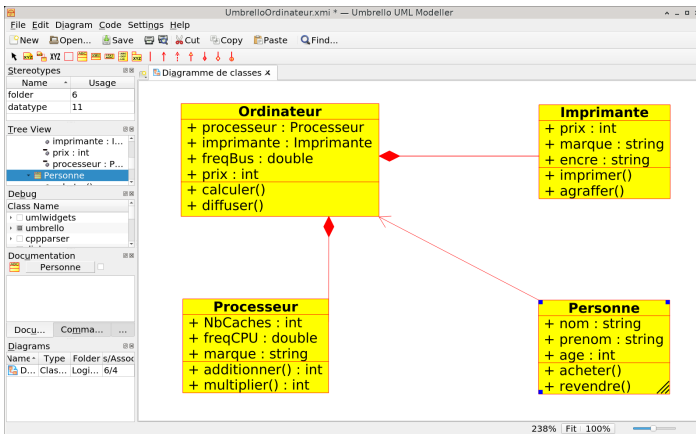 UmbrelloOrdinateur.xmi * — Umbrello UML Modeller
File Edit Diagram Code Settings Help
New Open... Save Cut Copy Paste Find...
XYZ
Stereotypes
Name Usage
folder 6
datatype 11
Tree View
imprimante : I...
prix : int
processeur : P...
Personne
Debug
Class Name
umlwidgets
umbrello
cppparser
Documentation
Personne
Docu... Comma... ...
Diagrams
Name Type Folder s/Assoc
D... Clas... Logi... 6/4
Diagramme de classes
Ordinateur
+ processeur : Processeur
+ imprimante : Imprimante
+ freqBus : double
+ prix : int
+ calculer()
+ diffuser()
Imprimante
+ prix : int
+ marque : string
+ encre : string
+ imprimer()
+ agraffer()
Processeur
+ NbCaches : int
+ freqCPU : double
+ marque : string
+ additionner() : int
+ multiplier() : int
Personne
+ nom : string
+ prenom : string
+ age : int
+ acheter()
+ revendre()
238% Fit 100%